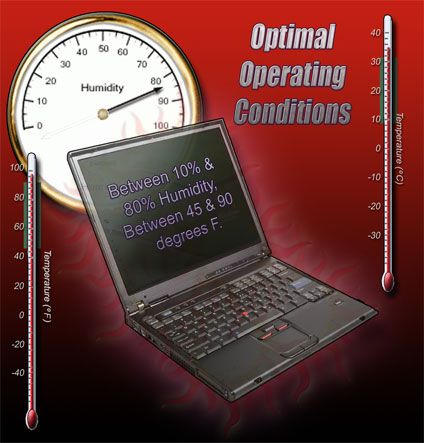 Optimal
Operating
Conditions
0
10
20
30
40
50
60
70
80
90
100
Humidity
Between 10% &
80% Humidity,
Between 45 & 90
degrees F.
40
30
20
10
0
-10
-20
-30
Temperature (°C)
100
80
60
40
20
0
-20
-40
Temperature (°F)